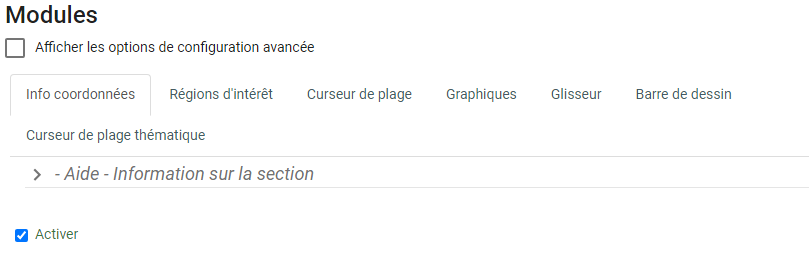 Modules
Afficher les options de configuration avancée
Info coordonnées Régions d'intérêt Curseur de plage Graphiques Glisseur Barre de dessin
Curseur de plage thématique
- Aide - Information sur la section
Activer